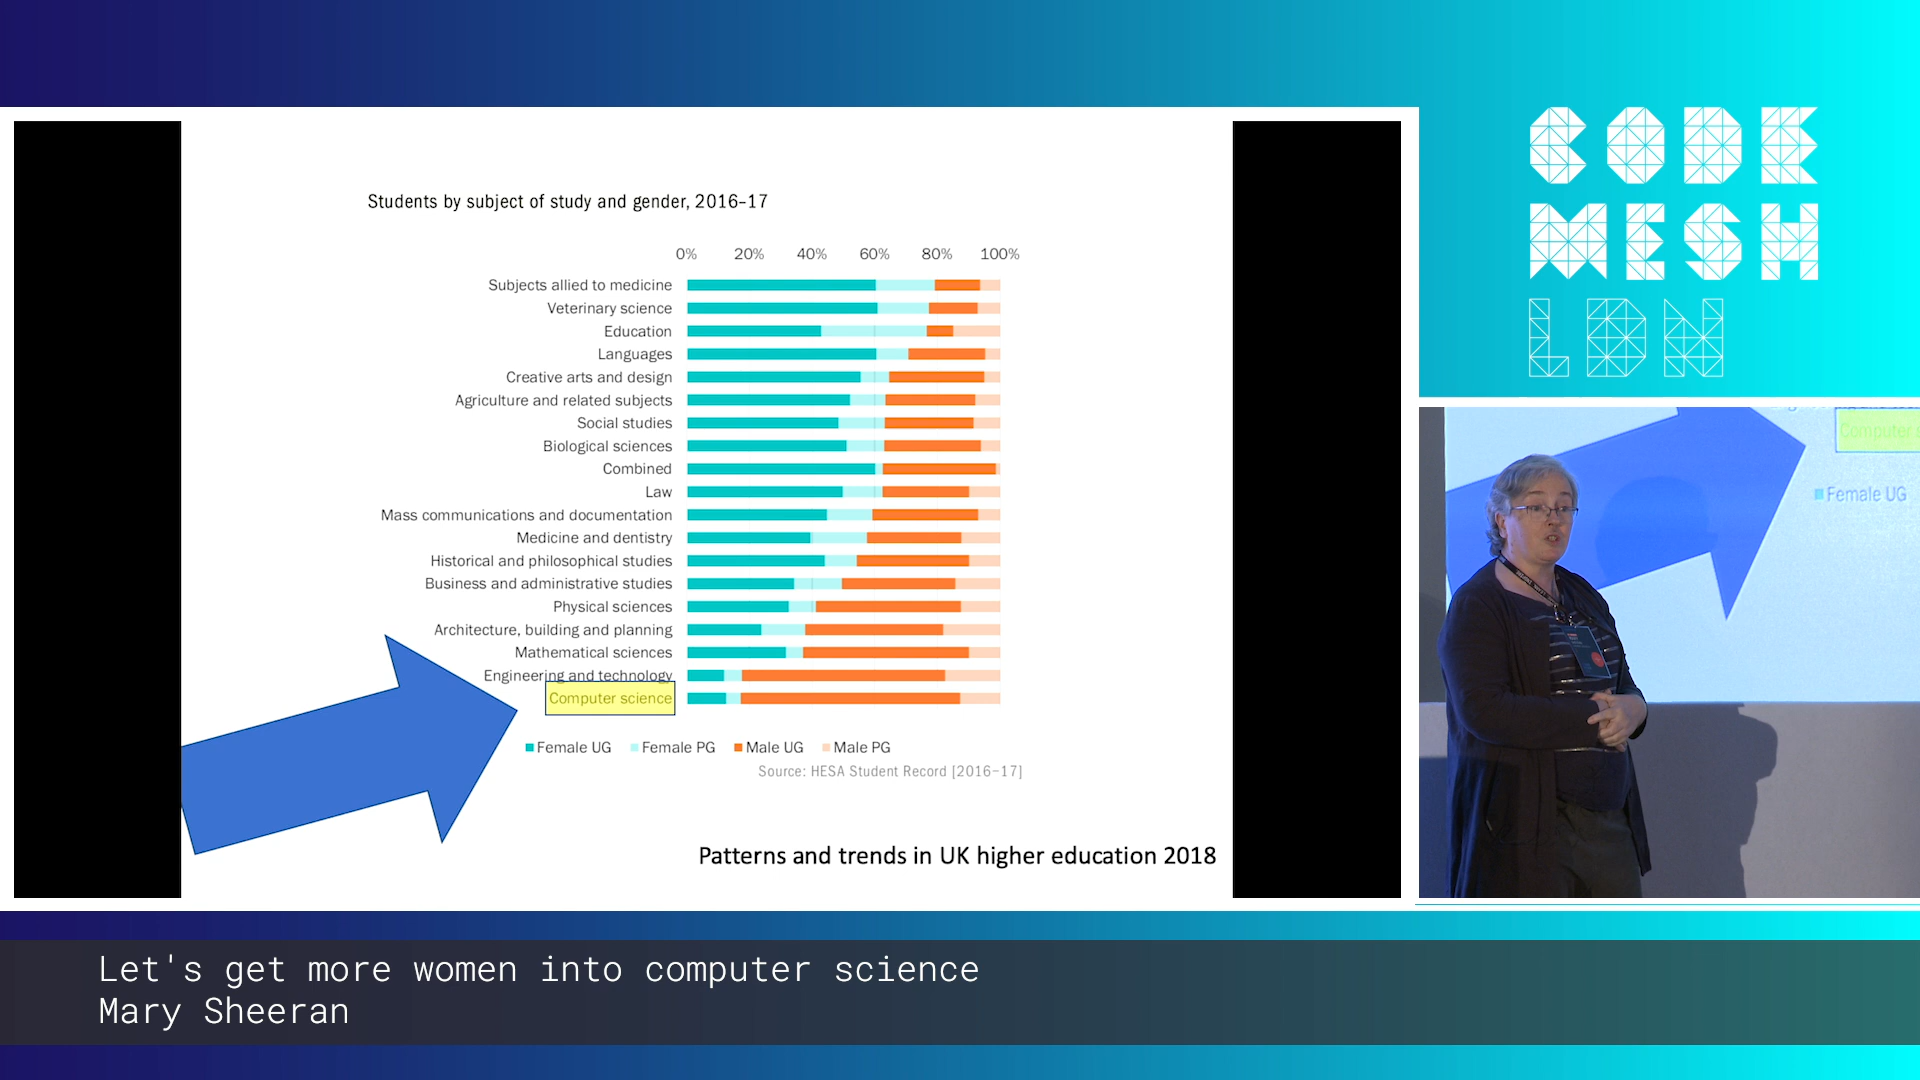 Students by subject of study and gender, 2016-17
0% 20% 40% 60% 80% 100%
Subjects allied to medicine
Veterinary science
Education
Languages
Creative arts and design
Agriculture and related subjects
Social studies
Biological sciences
Combined
Law
Mass communications and documentation
Medicine and dentistry
Historical and philosophical studies
Business and administrative studies
Physical sciences
Architecture, building and planning
Mathematical sciences
Engineering and technology
Computer science
Female UG Female PG Male UG Male PG
Source: HESA Student Record [2016-17]
Patterns and trends in UK higher education 2018
CODE
MESH
LDN
Computer
Female UG
Let's get more women into computer science
Mary Sheeran